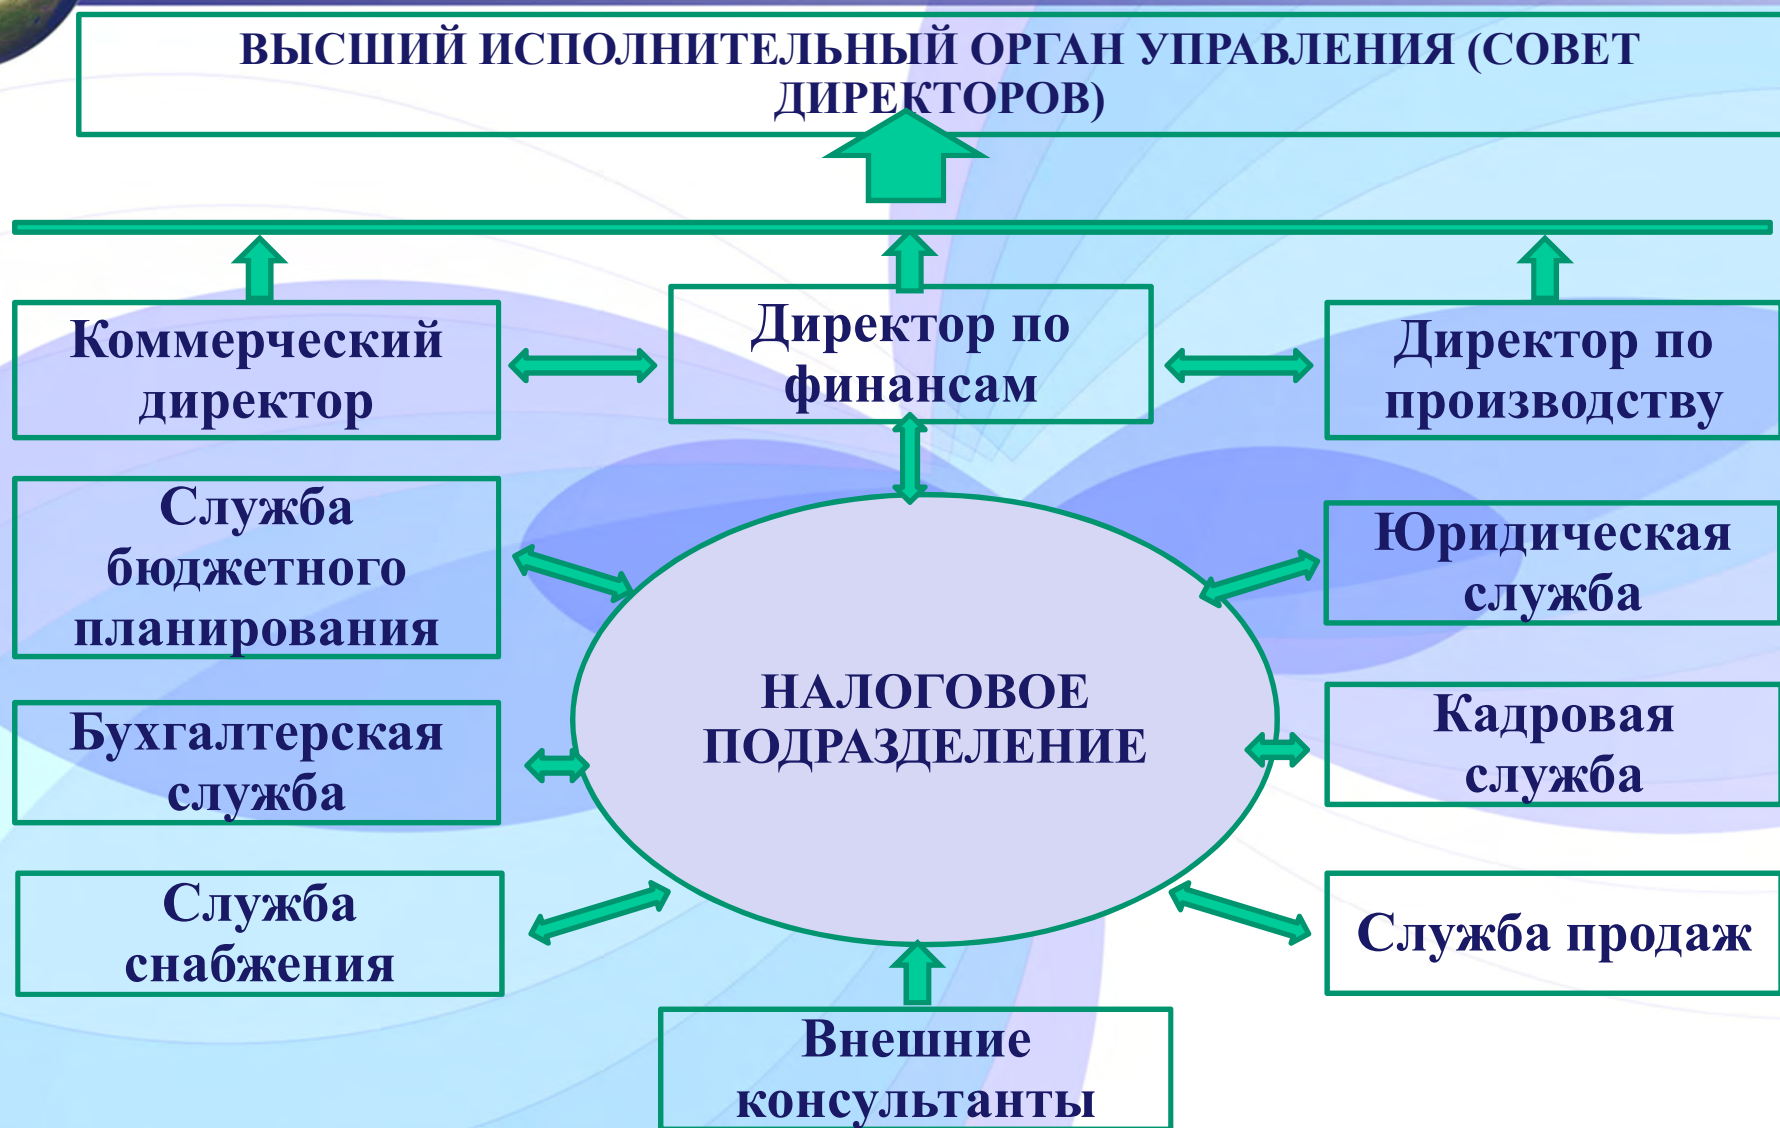 ВЫСШИЙ ИСПОЛНИТЕЛЬНЫЙ ОРГАН УПРАВЛЕНИЯ (СОВЕТ
ДИРЕКТОРОВ)
Коммерческий
директор
Директор по
финансам
Директор по
производству
Служба
бюджетного
планирования
Юридическая
служба
НАЛОГОВОЕ
ПОДРАЗДЕЛЕНИЕ
Бухгалтерская
служба
Кадровая
служба
Служба
снабжения
Служба продаж
Внешние
консультанты